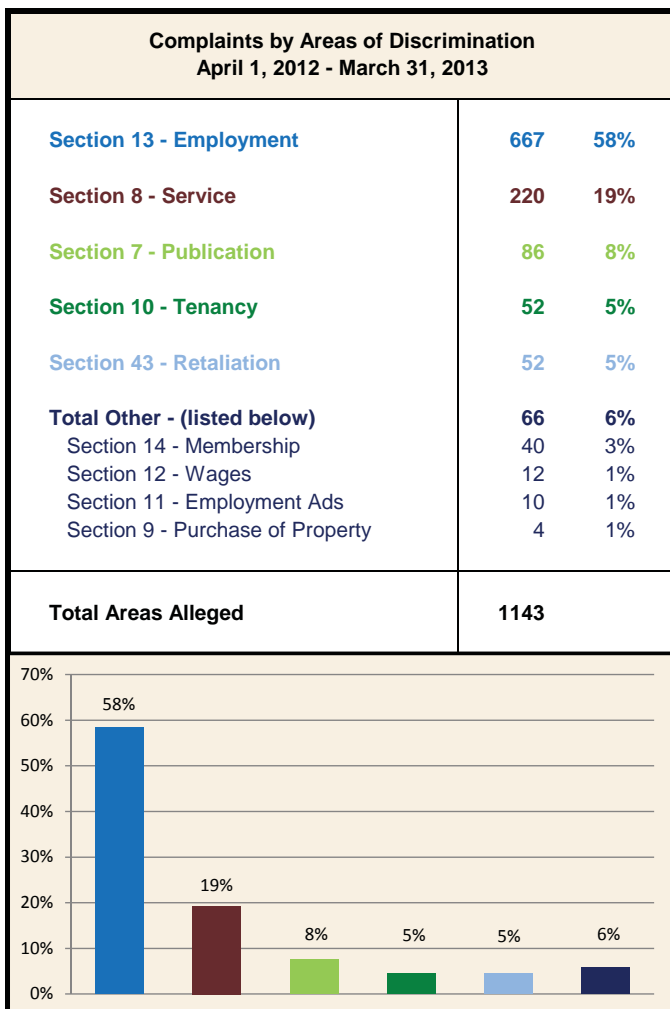 Complaints by Areas of Discrimination
April 1, 2012 - March 31, 2013
Section 13 - Employment 667 58%
Section 8 - Service 220 19%
Section 7 - Publication 86 8%
Section 10 - Tenancy 52 5%
Section 43 - Retaliation 52 5%
Total Other - (listed below) 66 6%
Section 14 - Membership 40 3%
Section 12 - Wages 12 1%
Section 11 - Employment Ads 10 1%
Section 9 - Purchase of Property 4 1%
Total Areas Alleged 1143
70%
60%
50%
40%
30%
20%
10%
0%
58%
19%
8%
5%
5%
6%